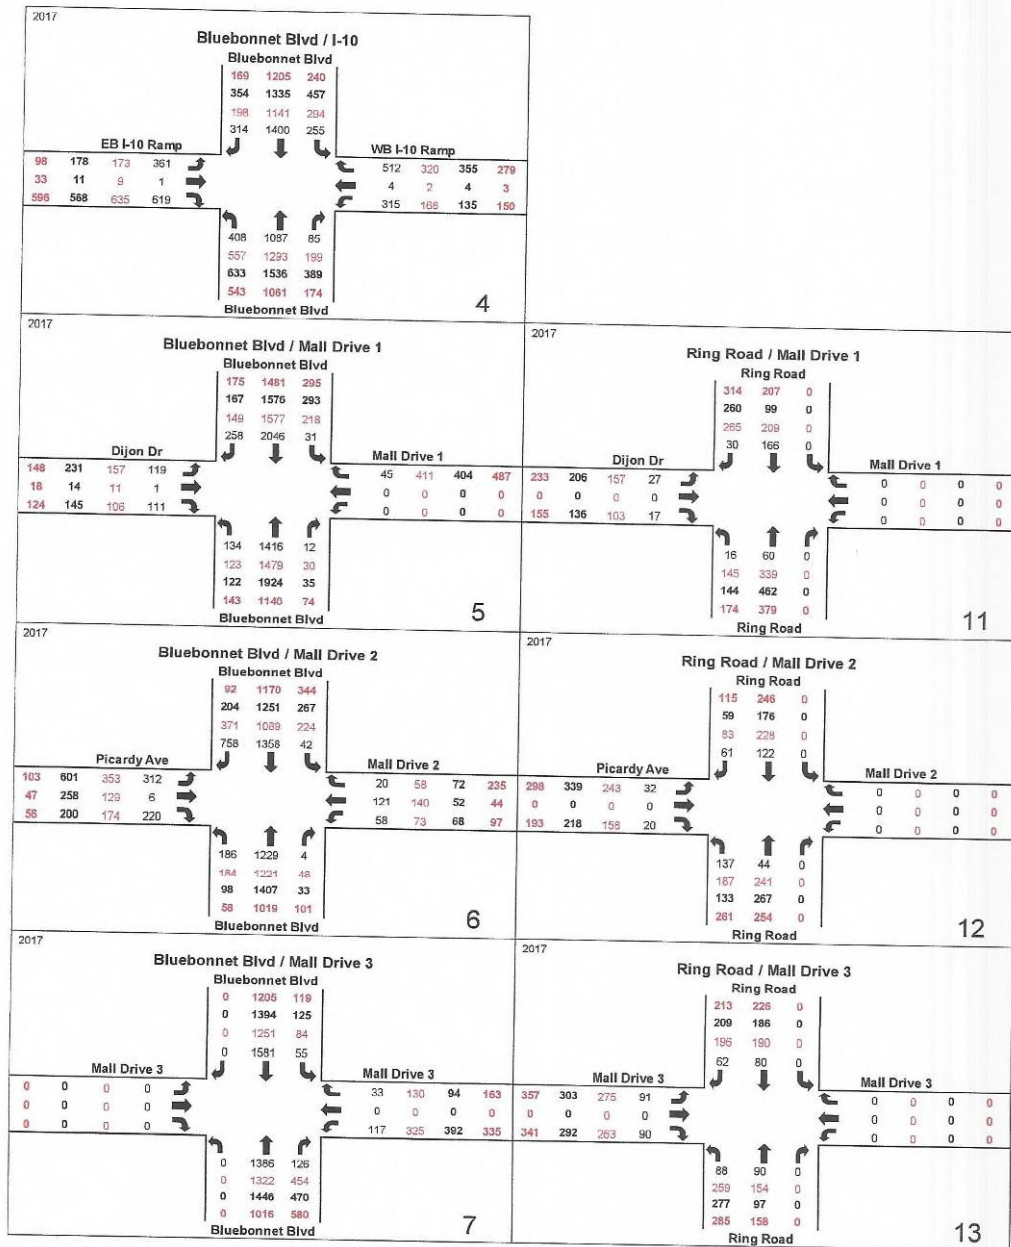 2017
Bluebonnet Blvd / I-10
Bluebonnet Blvd
169 1205 240
354 1335 457
198 1141 294
314 1400 255
EB I-10 Ramp
WB I-10 Ramp
98 178 173 361
512 320 355 279
33 11 9 1
4 2 4 3
596 568 635 619
315 168 135 150
408 1087 85
557 1293 199
633 1536 389
543 1061 174
Bluebonnet Blvd
4
2017
Bluebonnet Blvd / Mall Drive 1
Bluebonnet Blvd
175 1481 295
167 1576 293
149 1577 218
258 2046 31
Dijon Dr
Mall Drive 1
148 231 157 119
45 411 404 487
18 14 11 1
0 0 0 0
124 145 106 111
0 0 0 0
134 1416 12
123 1479 30
122 1924 35
143 1140 74
Bluebonnet Blvd
5
2017
Ring Road / Mall Drive 1
Ring Road
314 207 0
260 99 0
265 209 0
30 166 0
Dijon Dr
Mall Drive 1
233 206 157 27
0 0 0 0
0 0 0 0
0 0 0 0
155 136 103 17
0 0 0 0
16 60 0
145 339 0
144 462 0
174 379 0
Ring Road
11
2017
Bluebonnet Blvd / Mall Drive 2
Bluebonnet Blvd
92 1170 344
204 1251 267
371 1089 224
758 1358 42
Picardy Ave
Mall Drive 2
103 601 353 312
20 58 72 235
47 258 129 6
121 140 52 44
56 200 174 220
58 73 68 97
186 1229 4
184 1221 48
98 1407 33
58 1019 101
Bluebonnet Blvd
6
2017
Ring Road / Mall Drive 2
Ring Road
115 246 0
59 176 0
83 228 0
61 122 0
Picardy Ave
Mall Drive 2
298 339 243 32
0 0 0 0
0 0 0 0
0 0 0 0
193 218 158 20
0 0 0 0
137 44 0
187 241 0
133 267 0
261 254 0
Ring Road
12
2017
Bluebonnet Blvd / Mall Drive 3
Bluebonnet Blvd
0 1205 119
0 1394 125
0 1251 84
0 1581 55
Mall Drive 3
Mall Drive 3
0 0 0 0
33 130 94 163
0 0 0 0
0 0 0 0
0 0 0 0
117 325 392 335
0 1386 126
0 1322 454
0 1446 470
0 1016 580
Bluebonnet Blvd
7
2017
Ring Road / Mall Drive 3
Ring Road
213 226 0
209 186 0
196 190 0
62 80 0
Mall Drive 3
Mall Drive 3
357 303 275 91
0 0 0 0
0 0 0 0
0 0 0 0
341 292 263 90
0 0 0 0
88 90 0
259 154 0
277 97 0
285 158 0
Ring Road
13